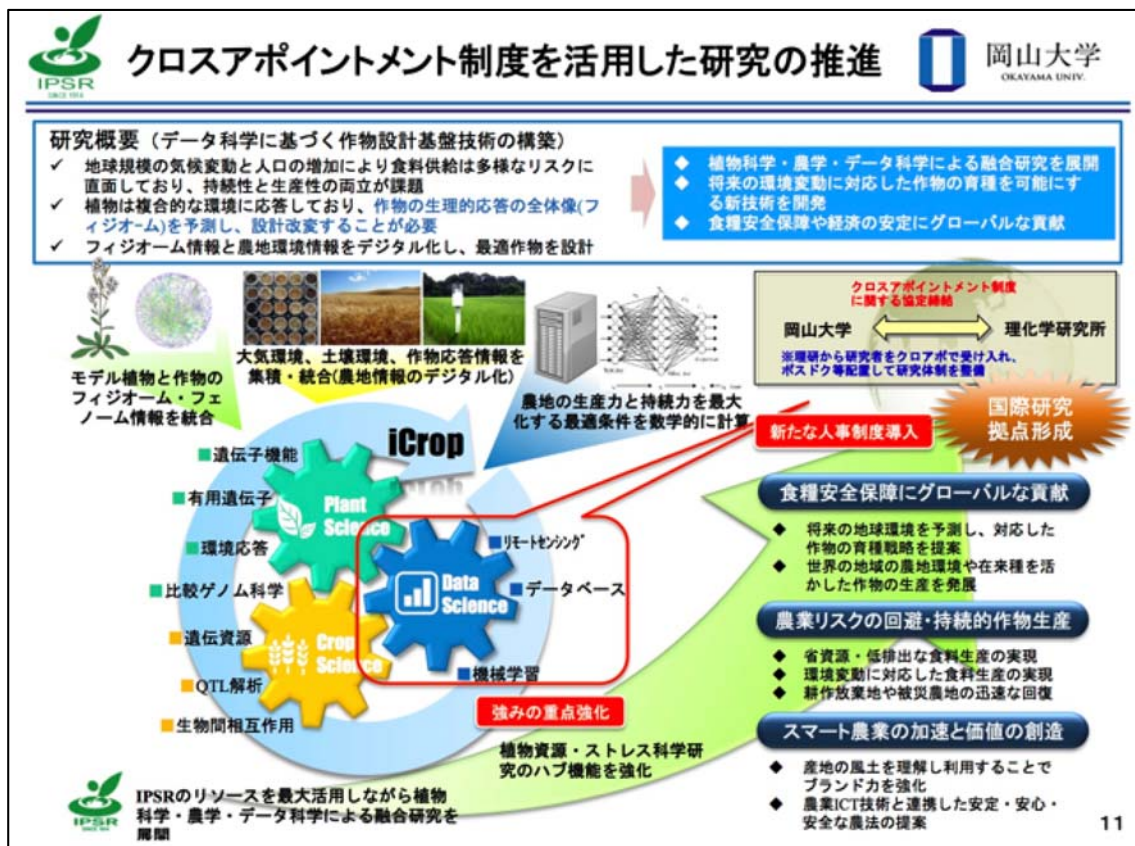 IPSR
SINCE 1914
クロスアポイントメント制度を活用した研究の推進
岡山大学
OKAYAMA UNIV.
研究概要（データ科学に基づく作物設計基盤技術の構築）
✓ 地球規模の気候変動と人口の増加により食料供給は多様なリスクに
直面しており、持続性と生産性の両立が課題
✓ 植物は複合的な環境に応答しており、作物の生理的応答の全体像(フ
ィジオーム)を予測し、設計改変することが必要
✓ フィジオーム情報と農地環境情報をデジタル化し、最適作物を設計
◆ 植物科学・農学・データ科学による融合研究を展開
◆ 将来の環境変動に対応した作物の育種を可能にす
る新技術を開発
◆ 食糧安全保障や経済の安定にグローバルな貢献
モデル植物と作物の
フィジオーム・フェ
ノーム情報を統合
大気環境、土壌環境、作物応答情報を
集積・統合(農地情報のデジタル化)
農地の生産力と持続力を最大
化する最適条件を数学的に計算
クロスアポイントメント制度
に関する協定締結
岡山大学
理化学研究所
※理研から研究者をクロアポで受け入れ、
ポスドク等配置して研究体制を整備
新たな人事制度導入
国際研究
拠点形成
iCrop
■遺伝子機能
■有用遺伝子
■環境応答
■比較ゲノム科学
■遺伝資源
■QTL解析
■生物間相互作用
Plant
Science
Data
Science
Crop
Science
■リモートセンシング
■データベース
■機械学習
強みの重点強化
植物資源・ストレス科学研
究のハブ機能を強化
食糧安全保障にグローバルな貢献
◆ 将来の地球環境を予測し、対応した
作物の育種戦略を提案
◆ 世界の地域の農地環境や在来種を活
かした作物の生産を発展
農業リスクの回避・持続的作物生産
◆ 省資源・低排出な食料生産の実現
◆ 環境変動に対応した食料生産の実現
◆ 耕作放棄地や被災農地の迅速な回復
スマート農業の加速と価値の創造
◆ 産地の風土を理解し利用することで
ブランド力を強化
◆ 農業ICT技術と連携した安定・安心・
安全な農法の提案
IPSR
IPSRのリソースを最大活用しながら植物
科学・農学・データ科学による融合研究を
展開
11